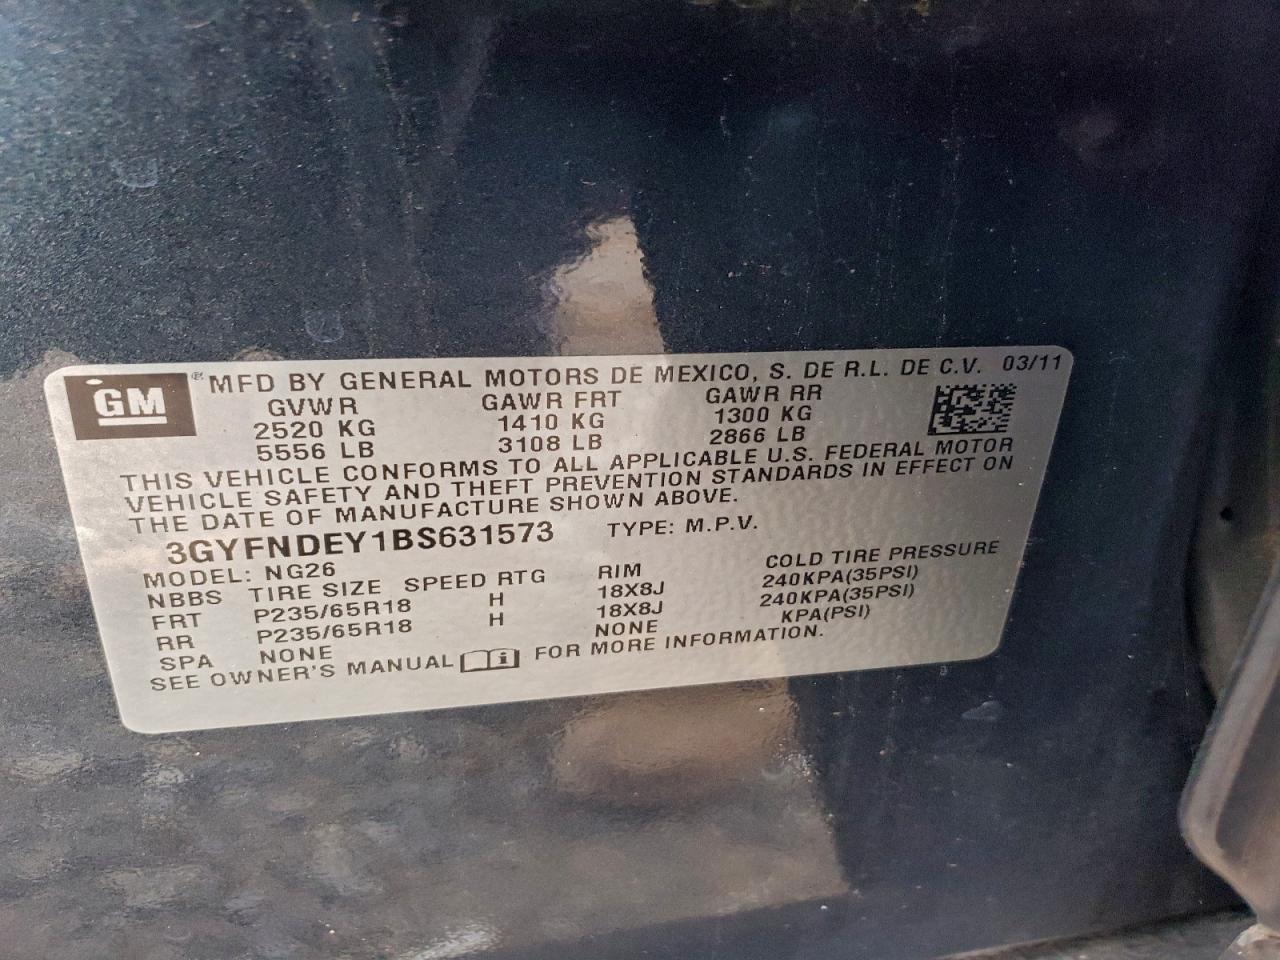 GM ® MFD BY GENERAL MOTORS DE MEXICO, S. DE R.L. DE C.V. 03/11
GVWR GAWR FRT GAWR RR
2520 KG 1410 KG 1300 KG
5556 LB 3108 LB 2866 LB
THIS VEHICLE CONFORMS TO ALL APPLICABLE U.S. FEDERAL MOTOR
VEHICLE SAFETY AND THEFT PREVENTION STANDARDS IN EFFECT ON
THE DATE OF MANUFACTURE SHOWN ABOVE.
3GYFNDEY1BS631573 TYPE: M.P.V.
MODEL: NG26
NBBS TIRE SIZE SPEED RTG RIM COLD TIRE PRESSURE
FRT P235/65R18 H 18X8J 240KPA(35PSI)
RR P235/65R18 H 18X8J 240KPA(35PSI)
SPA NONE NONE KPA(PSI)
SEE OWNER'S MANUAL i FOR MORE INFORMATION.